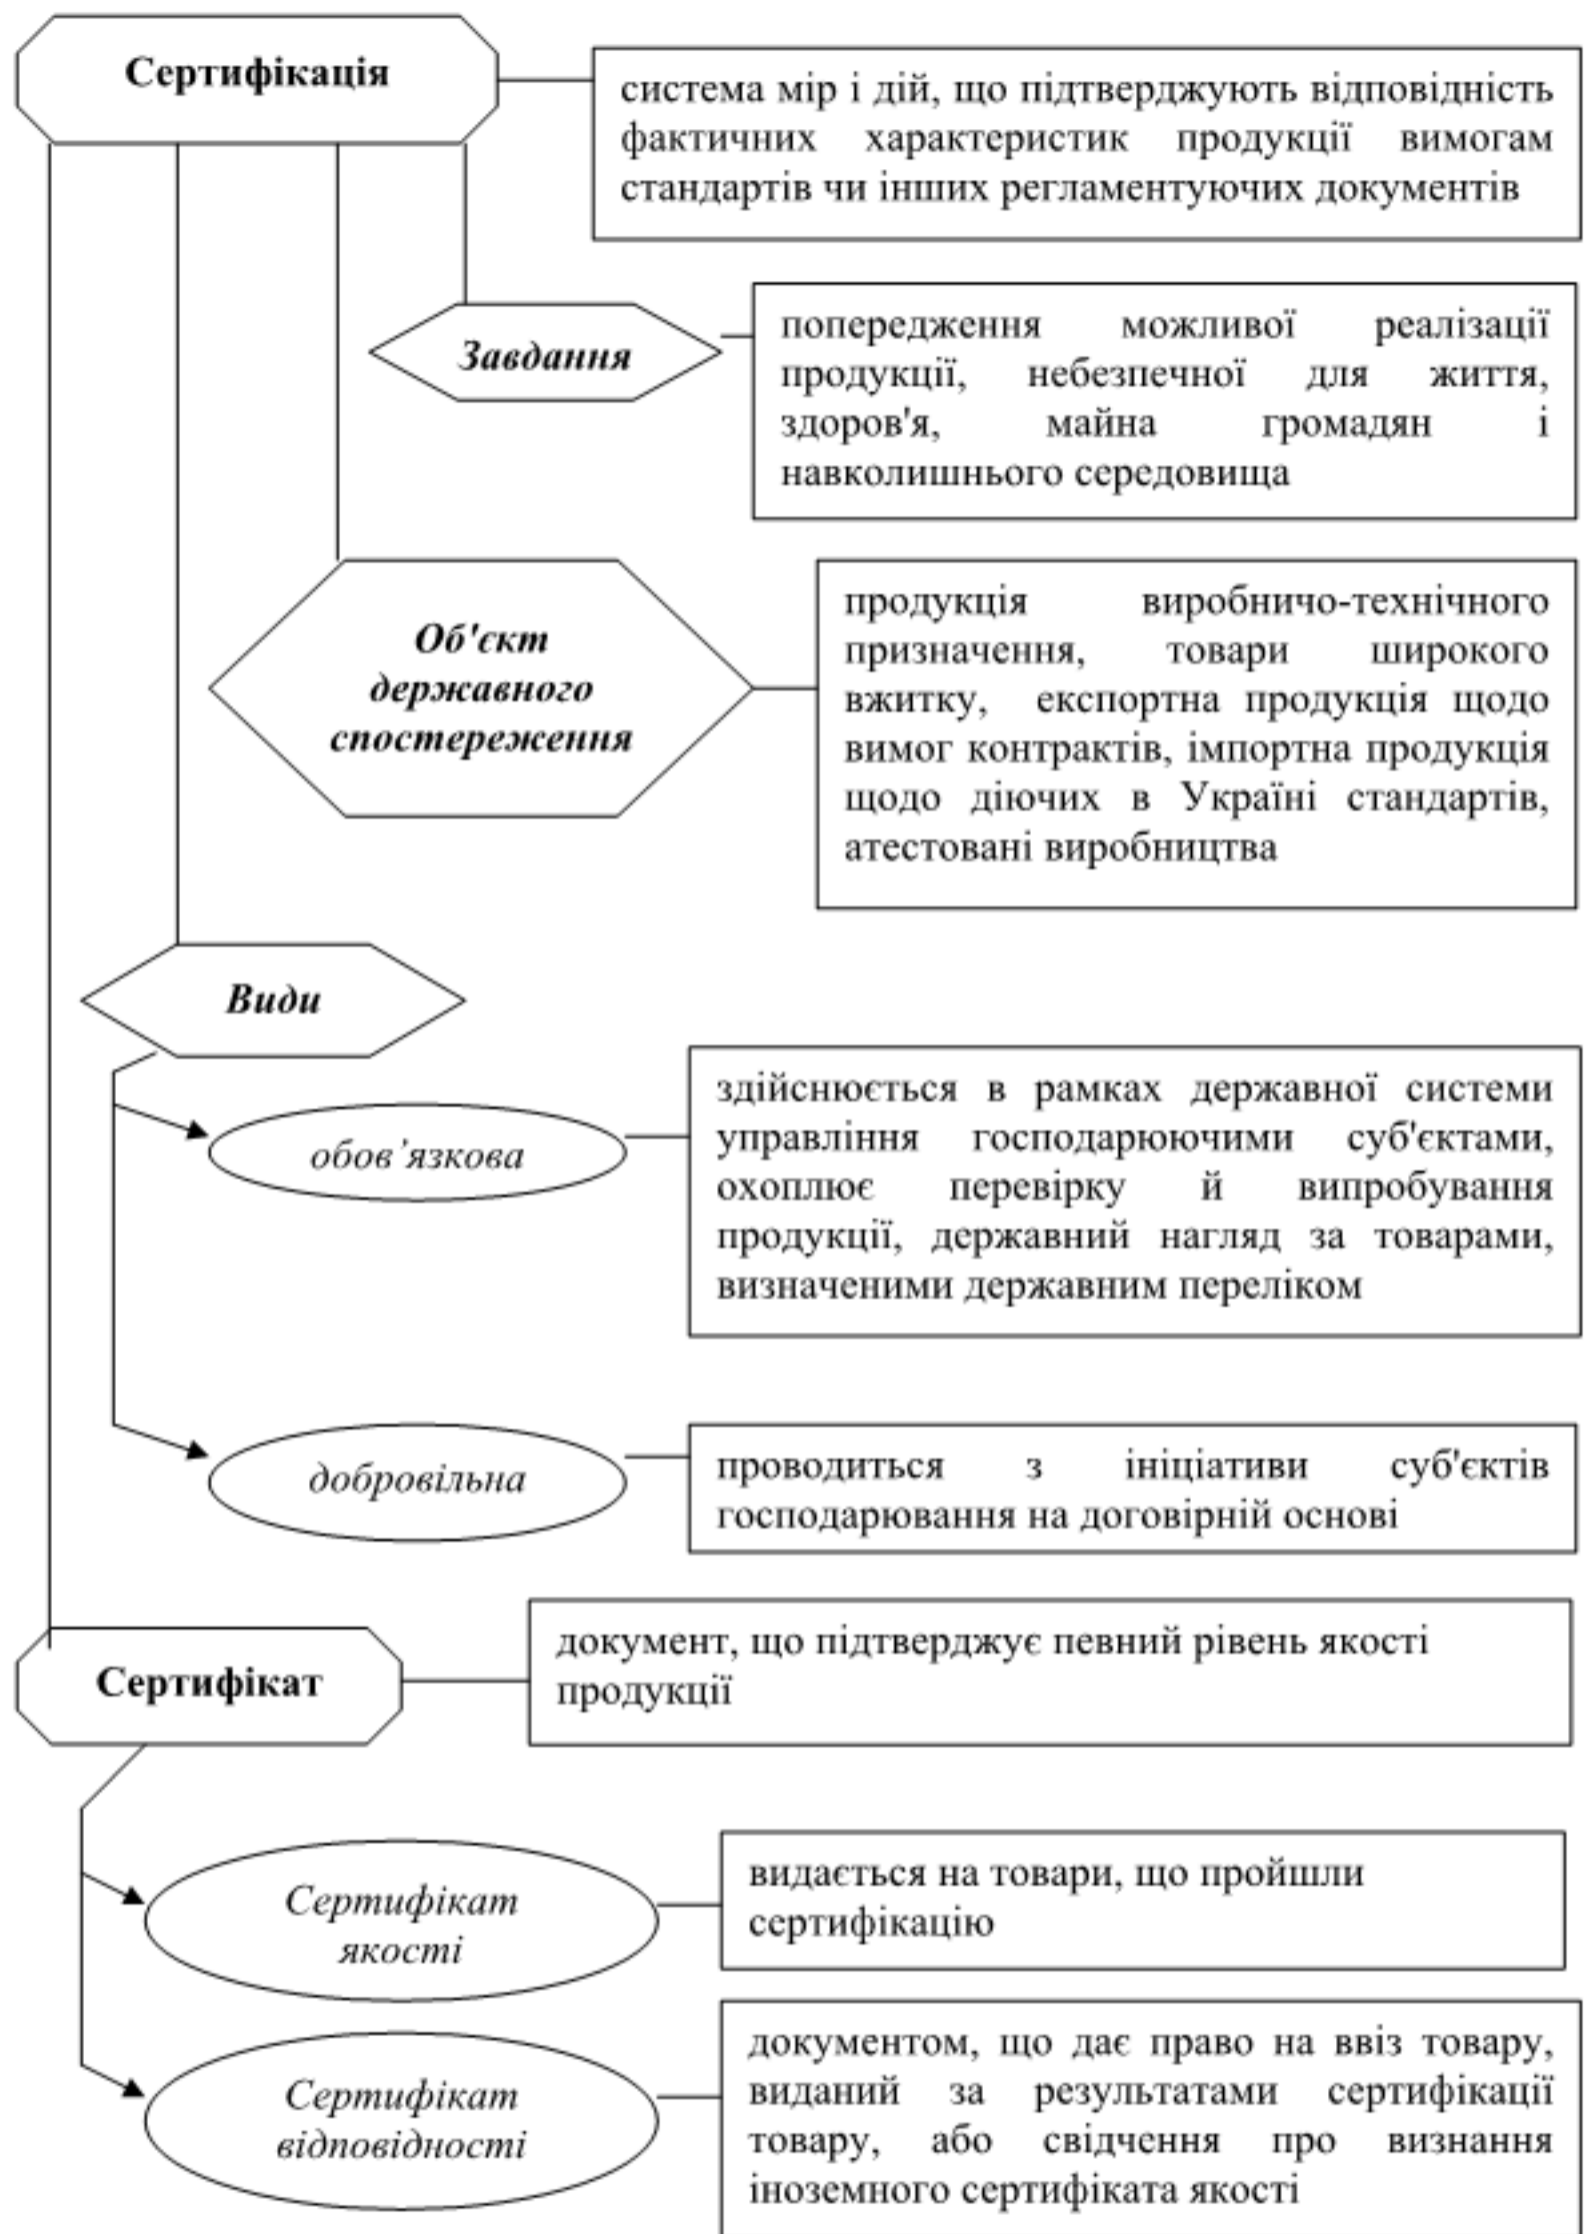 Сертифікація
система мір і дій, що підтверджують відповідність
фактичних характеристик продукції вимогам
стандартів чи інших регламентуючих документів
Завдання
попередження можливої реалізації
продукції, небезпечної для життя,
здоров'я, майна громадян і
навколишнього середовища
Об'єкт
державного
спостереження
продукція виробничо-технічного
призначення, товари широкого
вжитку, експортна продукція щодо
вимог контрактів, імпортна продукція
щодо діючих в Україні стандартів,
атестовані виробництва
Види
обов’язкова
здійснюється в рамках державної системи
управління господарюючими суб'єктами,
охоплює перевірку й випробування
продукції, державний нагляд за товарами,
визначеними державним переліком
добровільна
проводиться з ініціативи суб'єктів
господарювання на договірній основі
Сертифікат
документ, що підтверджує певний рівень якості
продукції
Сертифікат
якості
видається на товари, що пройшли
сертифікацію
Сертифікат
відповідності
документом, що дає право на ввіз товару,
виданий за результатами сертифікації
товару, або свідчення про визнання
іноземного сертифіката якості